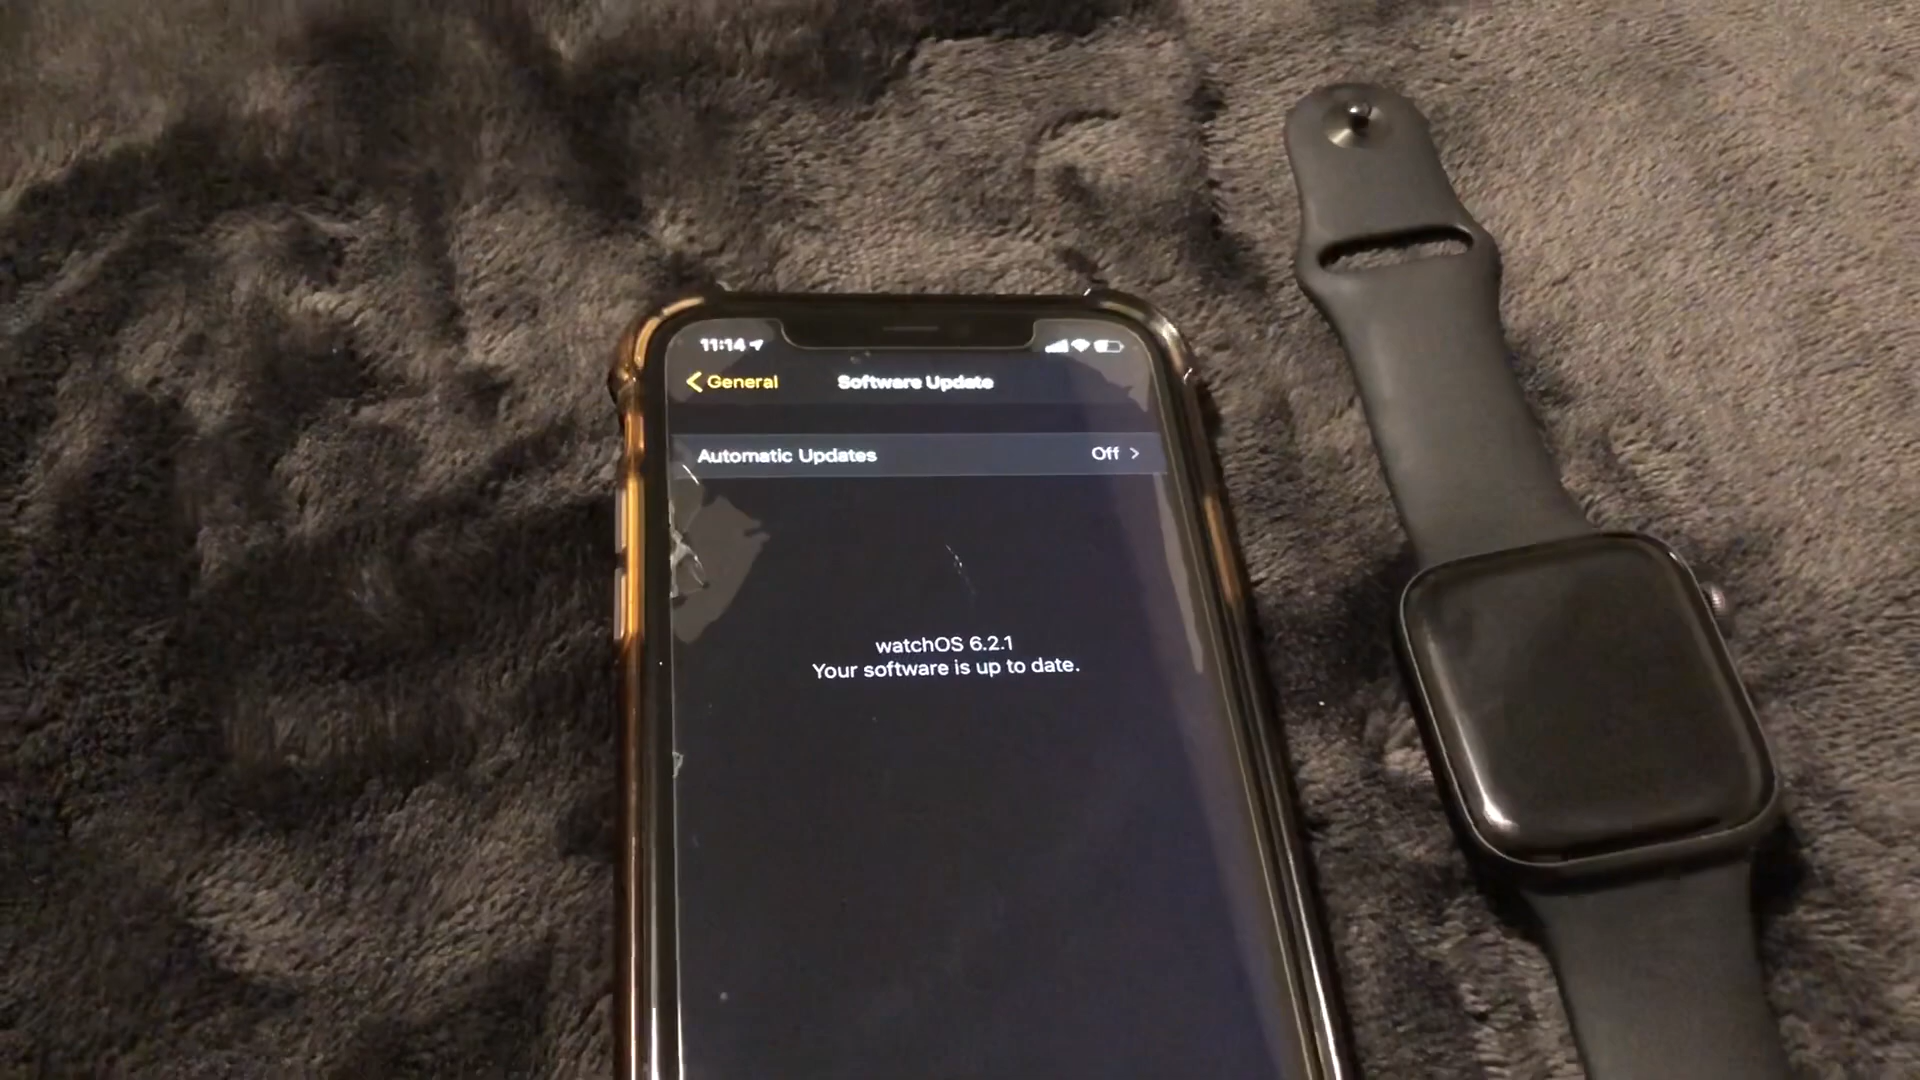 11:14
General
Software Update
Automatic Updates
Off
watchOS 6.2.1
Your software is up to date.